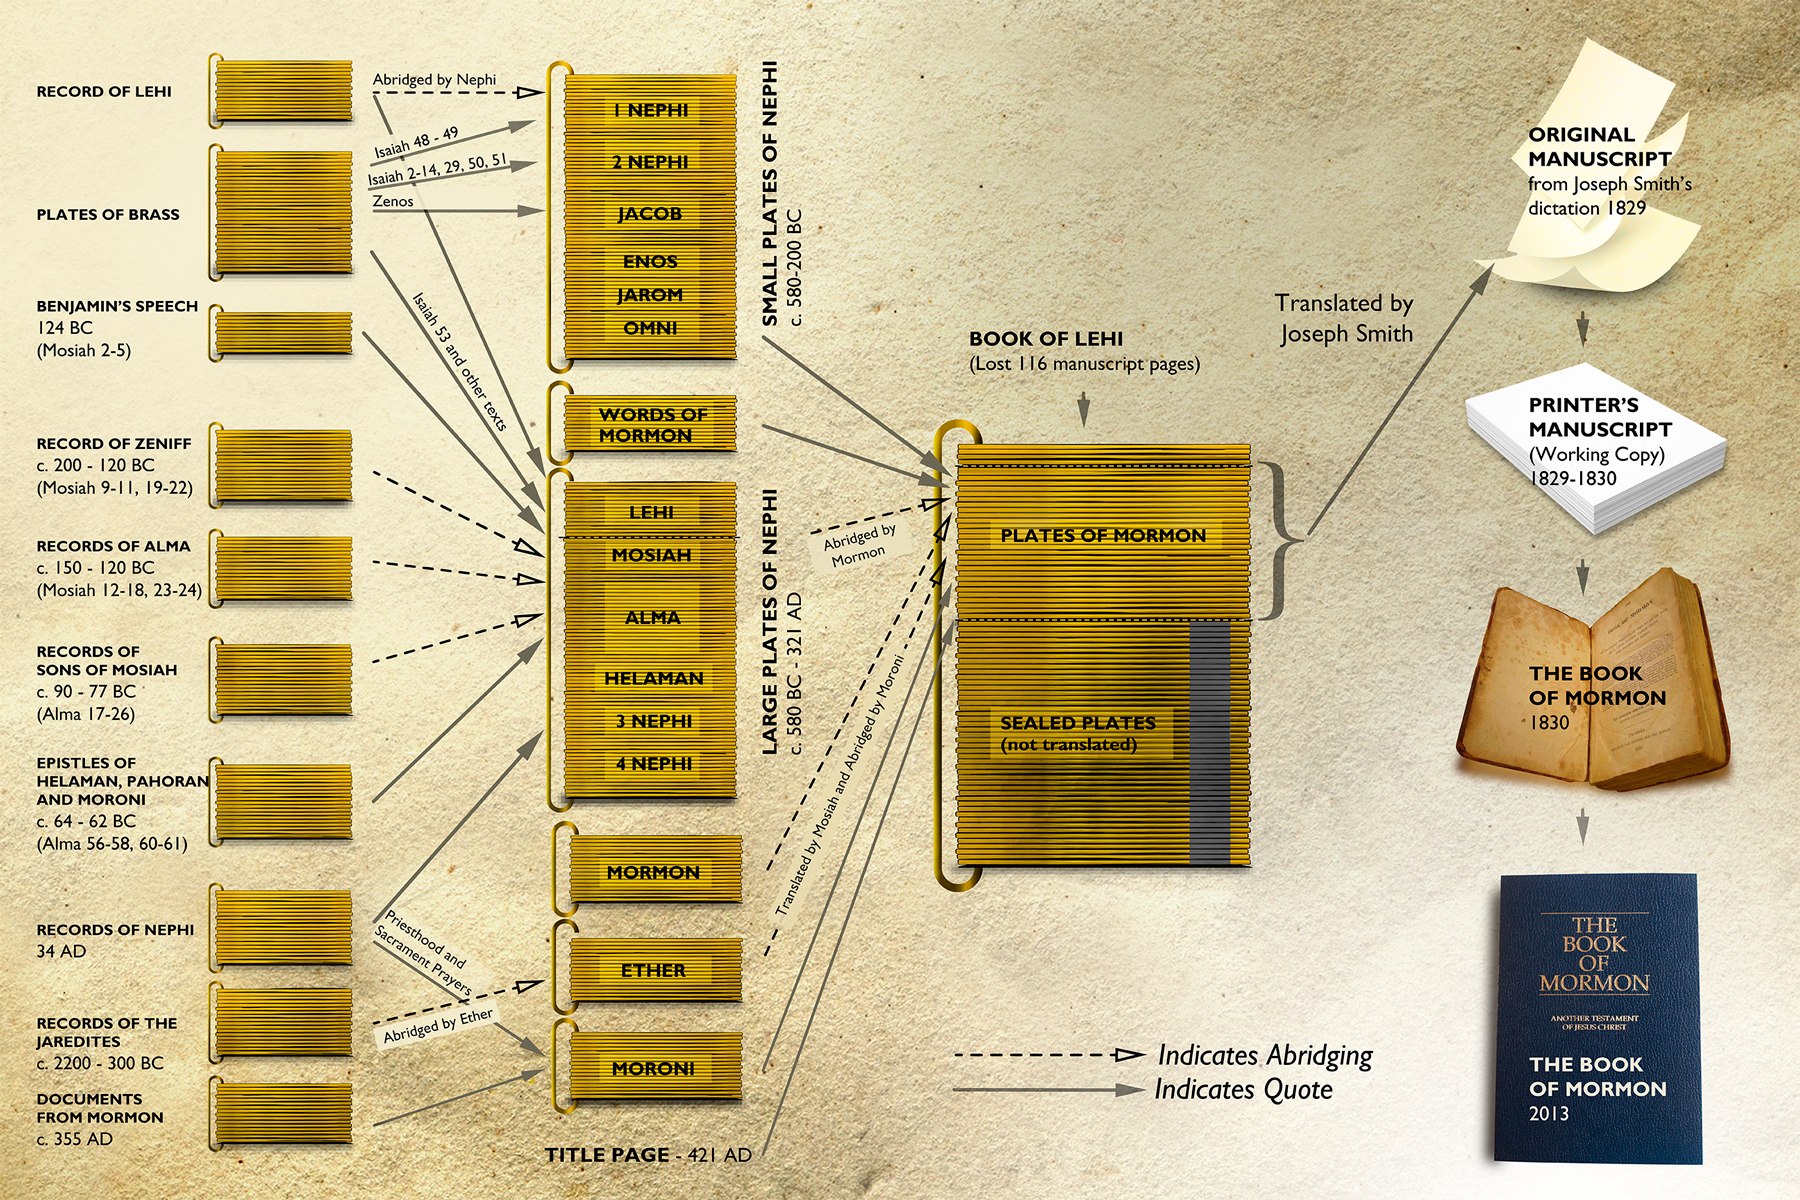 RECORD OF LEHI
PLATES OF BRASS
BENJAMIN'S SPEECH
124 BC
(Mosiah 2-5)
RECORD OF ZENIFF
c. 200 - 120 BC
(Mosiah 9-11, 19-22)
RECORDS OF ALMA
c. 150 - 120 BC
(Mosiah 12-18, 23-24)
RECORDS OF
SONS OF MOSIAH
c. 90 - 77 BC
(Alma 17-26)
EPISTLES OF
HELAMAN, PAHORAN
AND MORONI
c. 64 - 62 BC
(Alma 56-58, 60-61)
RECORDS OF NEPHI
34 AD
RECORDS OF THE
JAREDITES
c. 2200 - 300 BC
DOCUMENTS
FROM MORMON
c. 355 AD
Abridged by Nephi
Isaiah 48 - 49
Isaiah 2-14, 29, 50, 51
Zenos
Isaiah 53 and other texts
Priesthood and
Sacrament Prayers
Abridged by Ether
1 NEPHI
2 NEPHI
JACOB
ENOS
JAROM
OMNI
SMALL PLATES OF NEPHI
c. 580-200 BC
WORDS OF
MORMON
LEHI
MOSIAH
ALMA
HELAMAN
3 NEPHI
4 NEPHI
LARGE PLATES OF NEPHI
c. 580 BC - 321 AD
MORMON
ETHER
MORONI
TITLE PAGE - 421 AD
Abridged by
Mormon
Translated by Mosiah and Abridged by Moroni
BOOK OF LEHI
(Lost 116 manuscript pages)
PLATES OF MORMON
SEALED PLATES
(not translated)
Translated by
Joseph Smith
Indicates Abridging
Indicates Quote
ORIGINAL
MANUSCRIPT
from Joseph Smith's
dictation 1829
PRINTER'S
MANUSCRIPT
(Working Copy)
1829-1830
THE BOOK
OF MORMON
1830
THE
BOOK
OF
MORMON
ANOTHER TESTAMENT
OF JESUS CHRIST
THE BOOK
OF MORMON
2013